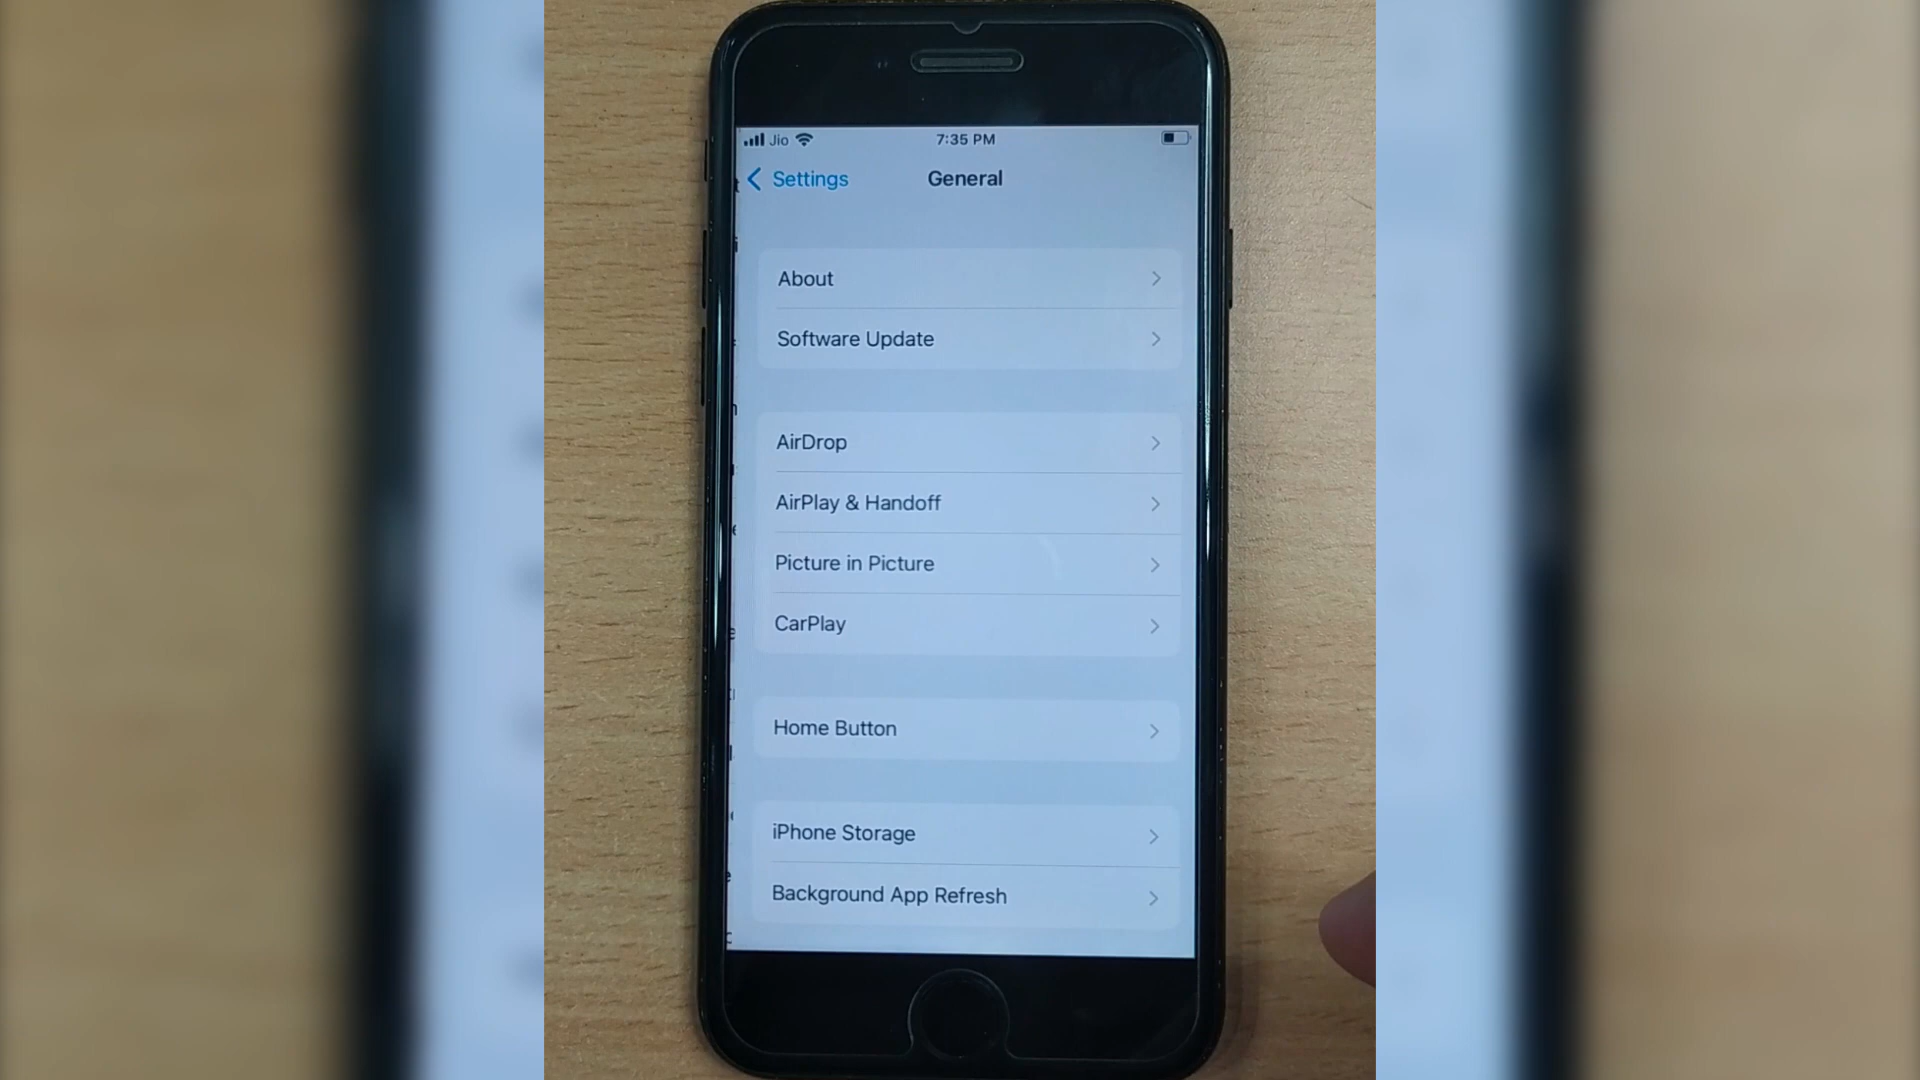 Jio 7:35 PM
Settings General
About
Software Update
AirDrop
AirPlay & Handoff
Picture in Picture
CarPlay
Home Button
iPhone Storage
Background App Refresh